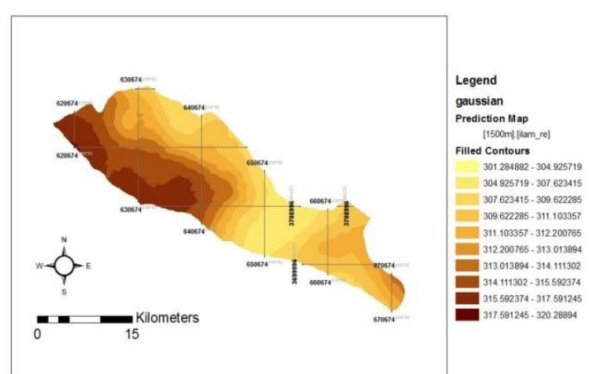 630674
620674
640674
620674
650674
630674
660674
3788996
3788996
640674
650674
660674
670674
670674
N
W E
S
Kilometers
0 15
Legend
gaussian
Prediction Map
[1500m].[ilam_re]
Filled Contours
301.284882 - 304.925719
304.925719 - 307.623415
307.623415 - 309.622285
309.622285 - 311.103357
311.103357 - 312.200765
312.200765 - 313.013894
313.013894 - 314.111302
314.111302 - 315.592374
315.592374 - 317.591245
317.591245 - 320.28894